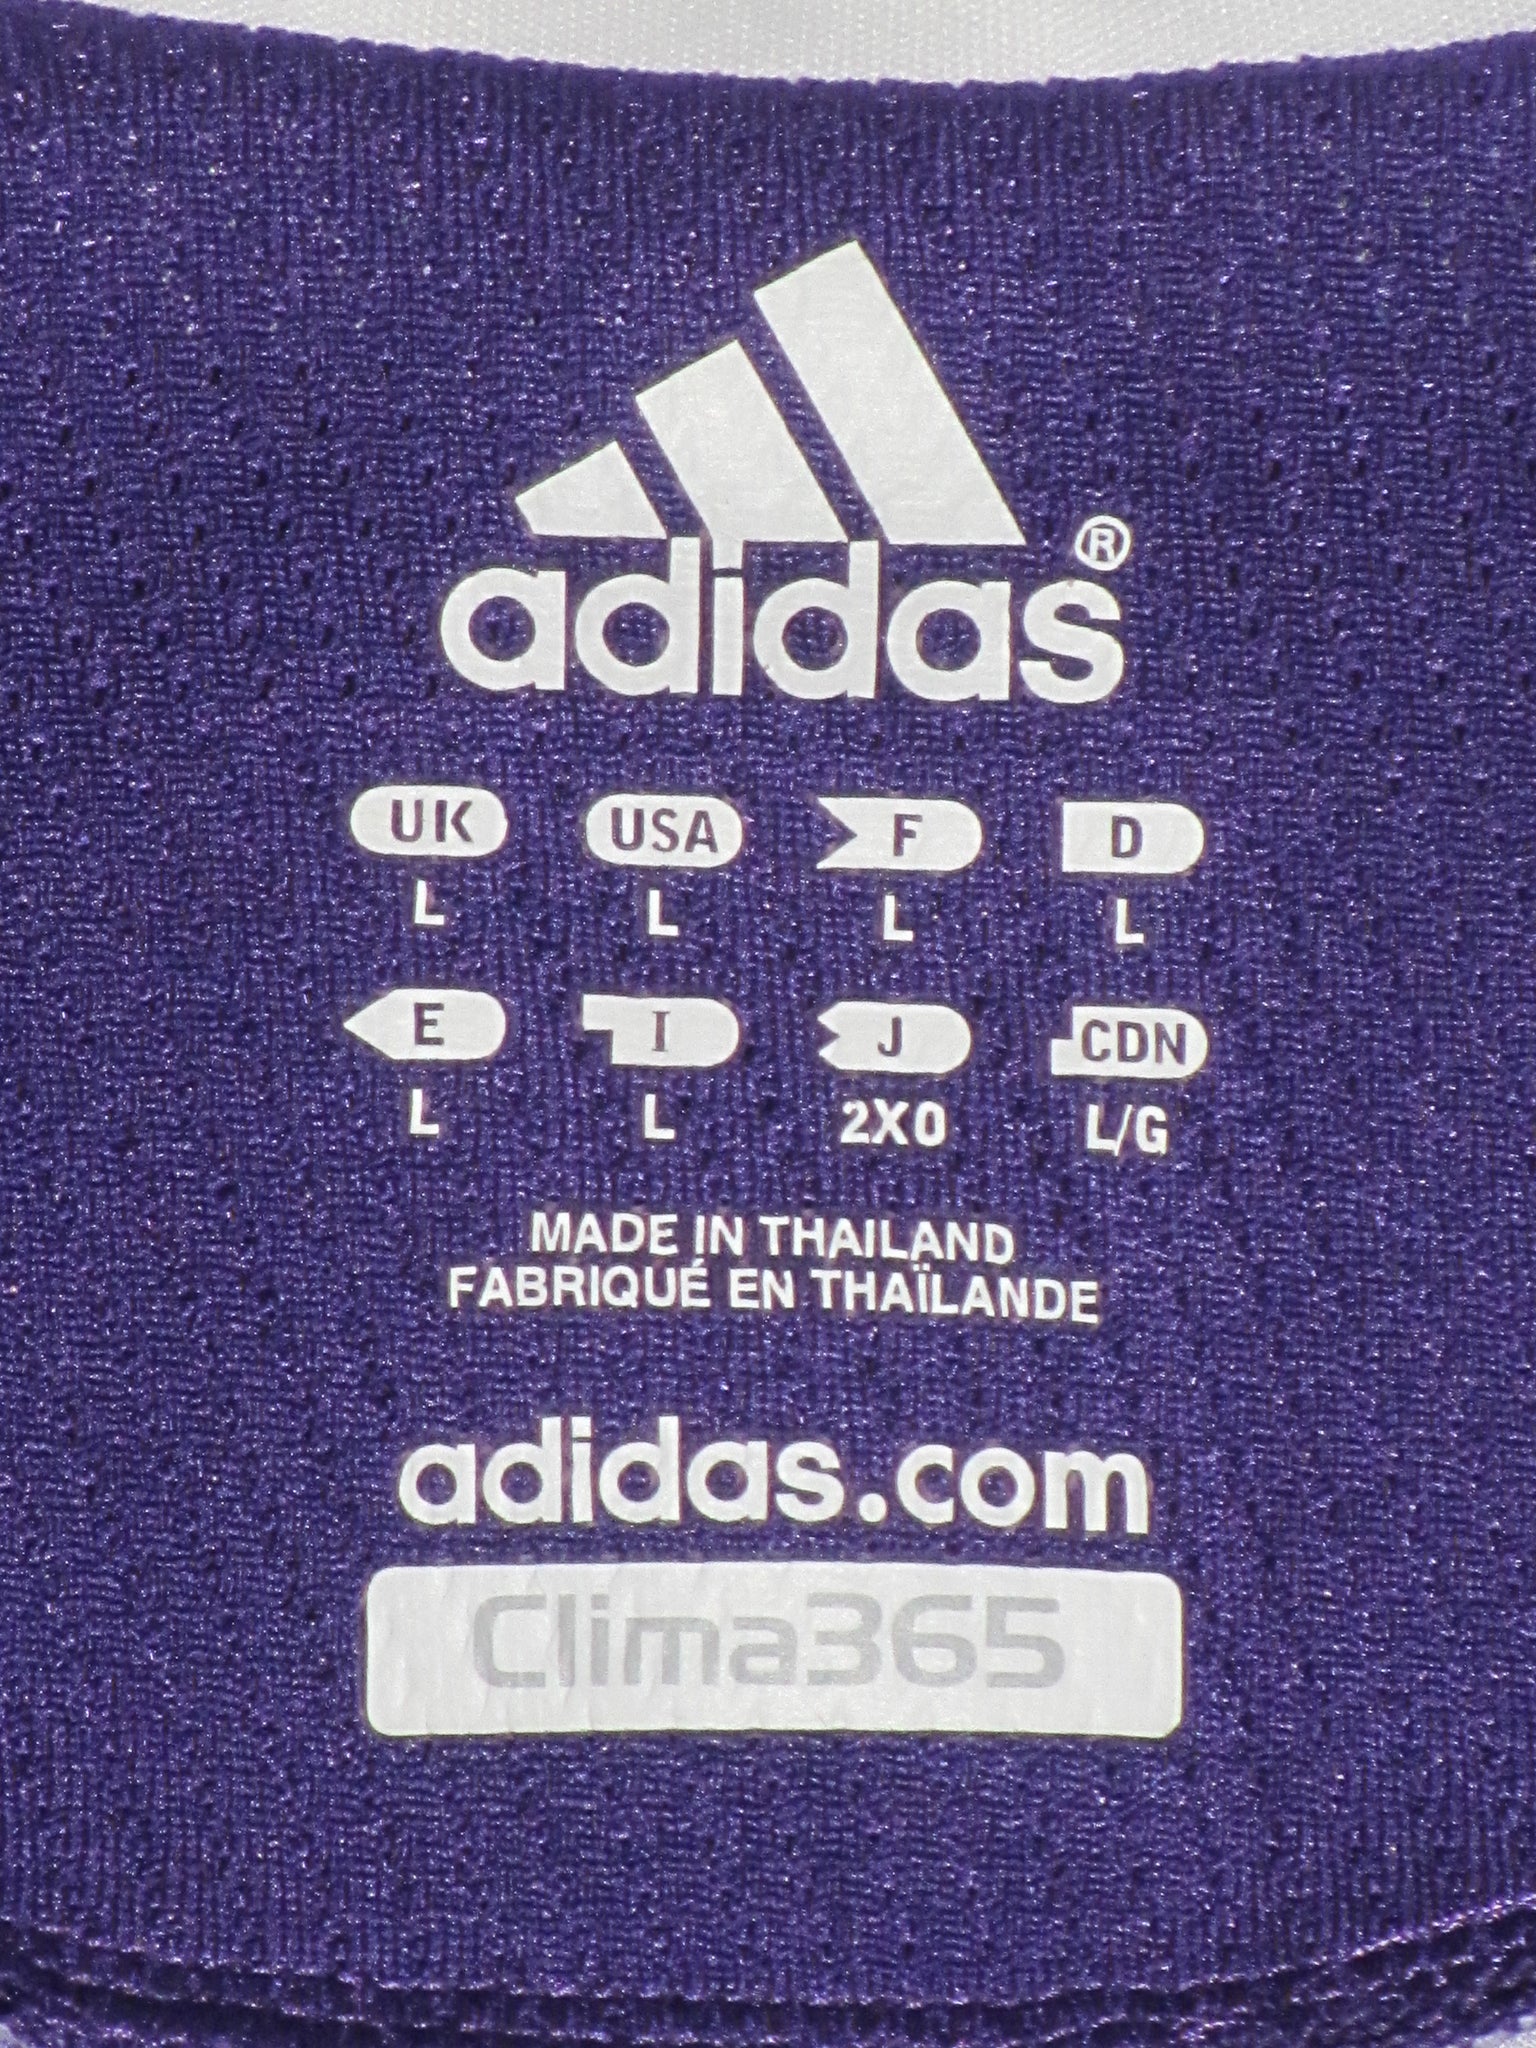 adidas®
UK USA F D
L L L L
E I J CDN
L L 2XO L/G
MADE IN THAILAND
FABRIQUÉ EN THAÏLANDE
adidas.com
Clima365